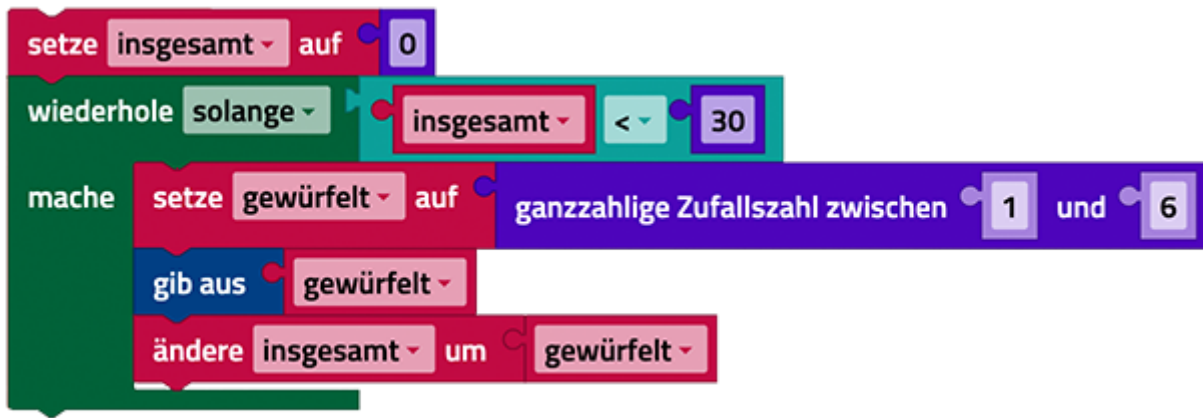 setze insgesamt auf 0
wiederhole solange insgesamt < 30
mache setze gewürfelt auf ganzzahlige Zufallszahl zwischen 1 und 6
gib aus gewürfelt
ändere insgesamt um gewürfelt